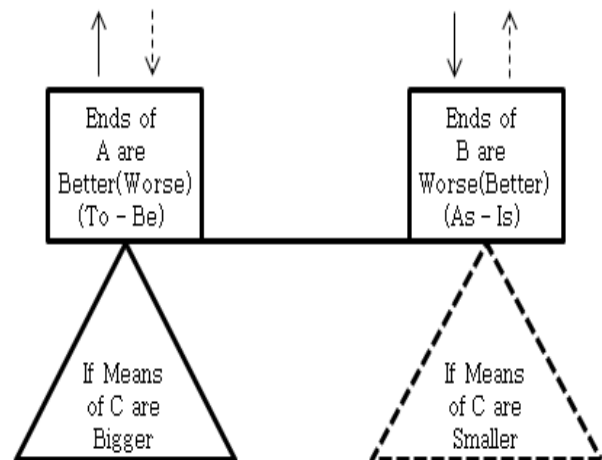 Ends of
A are
Better(Worse)
(To - Be)
Ends of
B are
Worse(Better)
(As - Is)
If Means
of C are
Bigger
If Means
of C are
Smaller